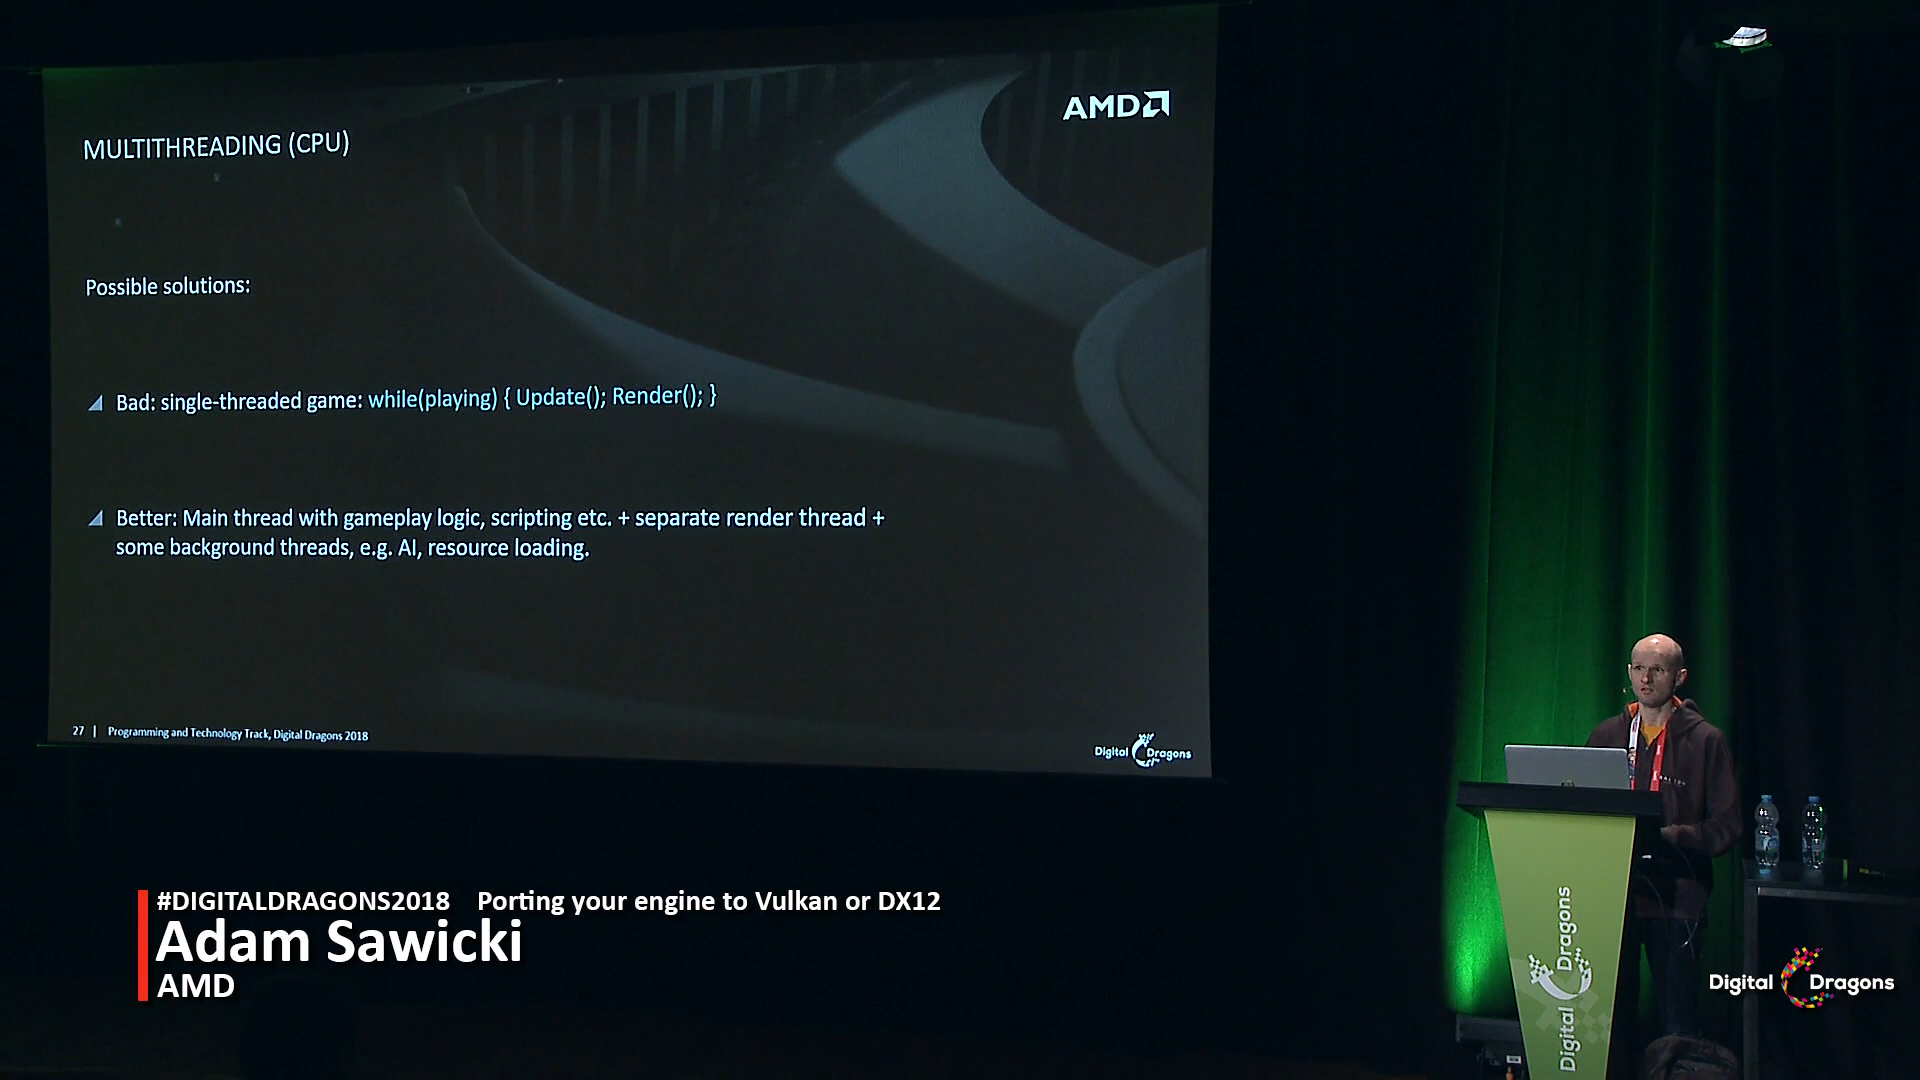 AMD
MULTITHREADING (CPU)
Possible solutions:
Bad: single-threaded game: while(playing) { Update(); Render(); }
Better: Main thread with gameplay logic, scripting etc. + separate render thread +
some background threads, e.g. AI, resource loading.
27 | Programming and Technology Track, Digital Dragons 2018
Digital Dragons
#DIGITALDRAGONS2018 Porting your engine to Vulkan or DX12
Adam Sawicki
AMD
Digital Dragons
Digital Dragons